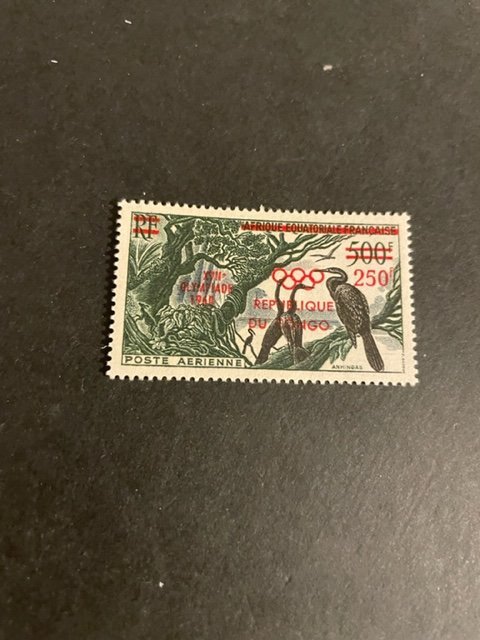 RF
AFRIQUE EQUATORIALE FRANÇAISE
500F
250F
XVIIe
OLYMPIADE
1960
REPUBLIQUE
DU CONGO
POSTE AERIENNE
ANHINGAS